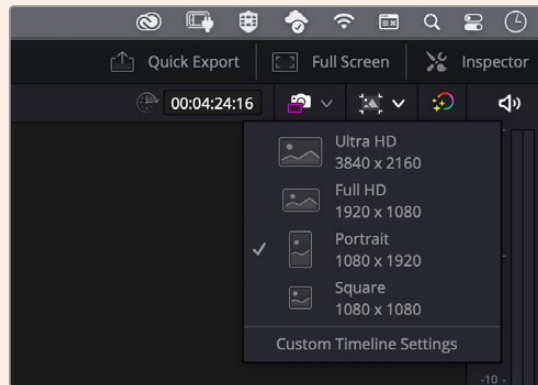 Quick Export
Full Screen
Inspector
00:04:24:16
Ultra HD
3840 x 2160
Full HD
1920 x 1080
Portrait
1080 x 1920
Square
1080 x 1080
Custom Timeline Settings
-10